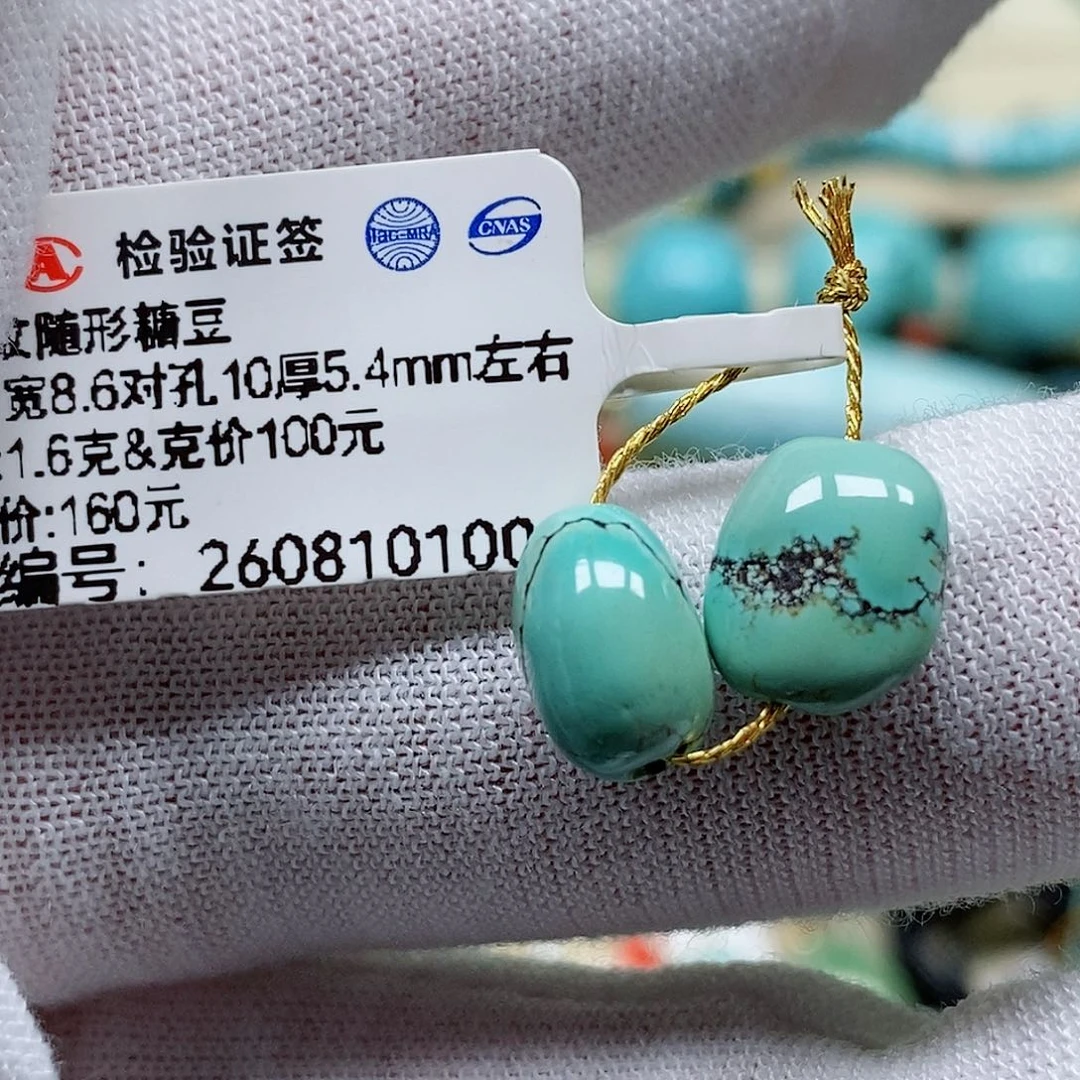 检验证签
ilac-MRA
CNAS
随形糖豆
宽8.6对孔10厚5.4mm左右
1.6克&克价100元
价:160元
编号: 260810100